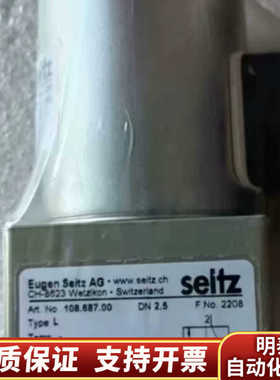 Eugen Seitz AG • www.seitz.ch
CH-8623 Wetzikon • Switzerland
seitz
Art. No 108.687.00 DN 2,5 F No. 2208
Type L
2
质保证
支持开票
明
自动化